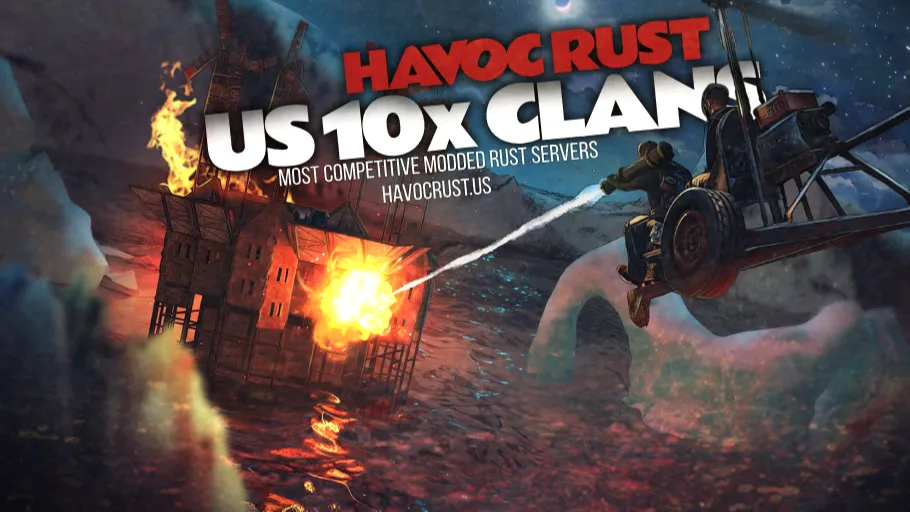 HAVOC RUST
US 10x CLANS
MOST COMPETITIVE MODDED RUST SERVERS
HAVOCRUST.US